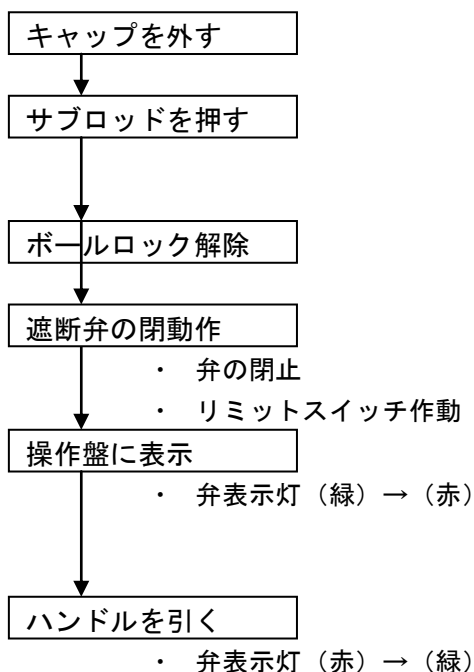 キャップを外す
サブロッドを押す
ボールロック解除
遮断弁の閉動作
・ 弁の閉止
・ リミットスイッチ作動
操作盤に表示
・ 弁表示灯（緑）→（赤）
ハンドルを引く
・ 弁表示灯（赤）→（緑）